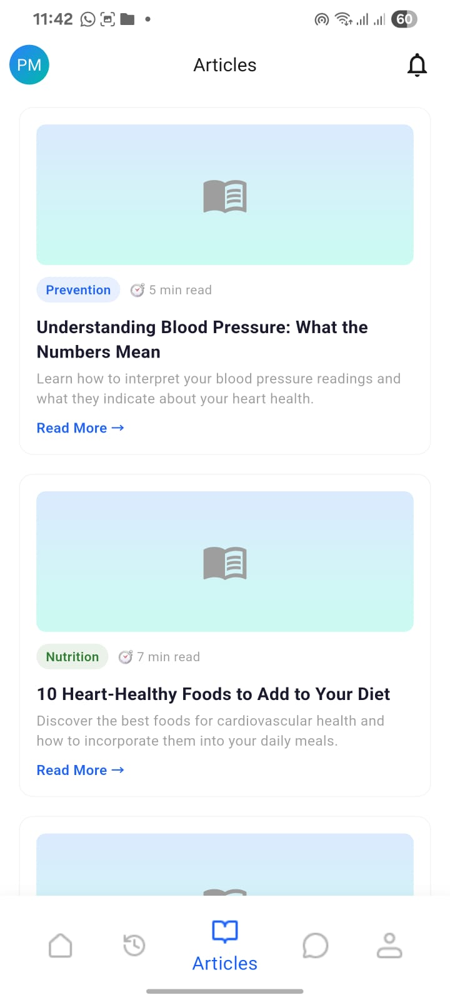 11:42
60
PM
Articles
Prevention
5 min read
Understanding Blood Pressure: What the
Numbers Mean
Learn how to interpret your blood pressure readings and
what they indicate about your heart health.
Read More →
Nutrition
7 min read
10 Heart-Healthy Foods to Add to Your Diet
Discover the best foods for cardiovascular health and
how to incorporate them into your daily meals.
Read More →
Articles